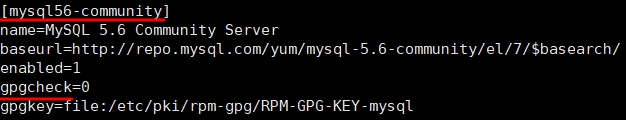 [mysql56-community]
name=MySQL 5.6 Community Server
baseurl=http://repo.mysql.com/yum/mysql-5.6-community/el/7/$basearch/
enabled=1
gpgcheck=0
gpgkey=file:/etc/pki/rpm-gpg/RPM-GPG-KEY-mysql